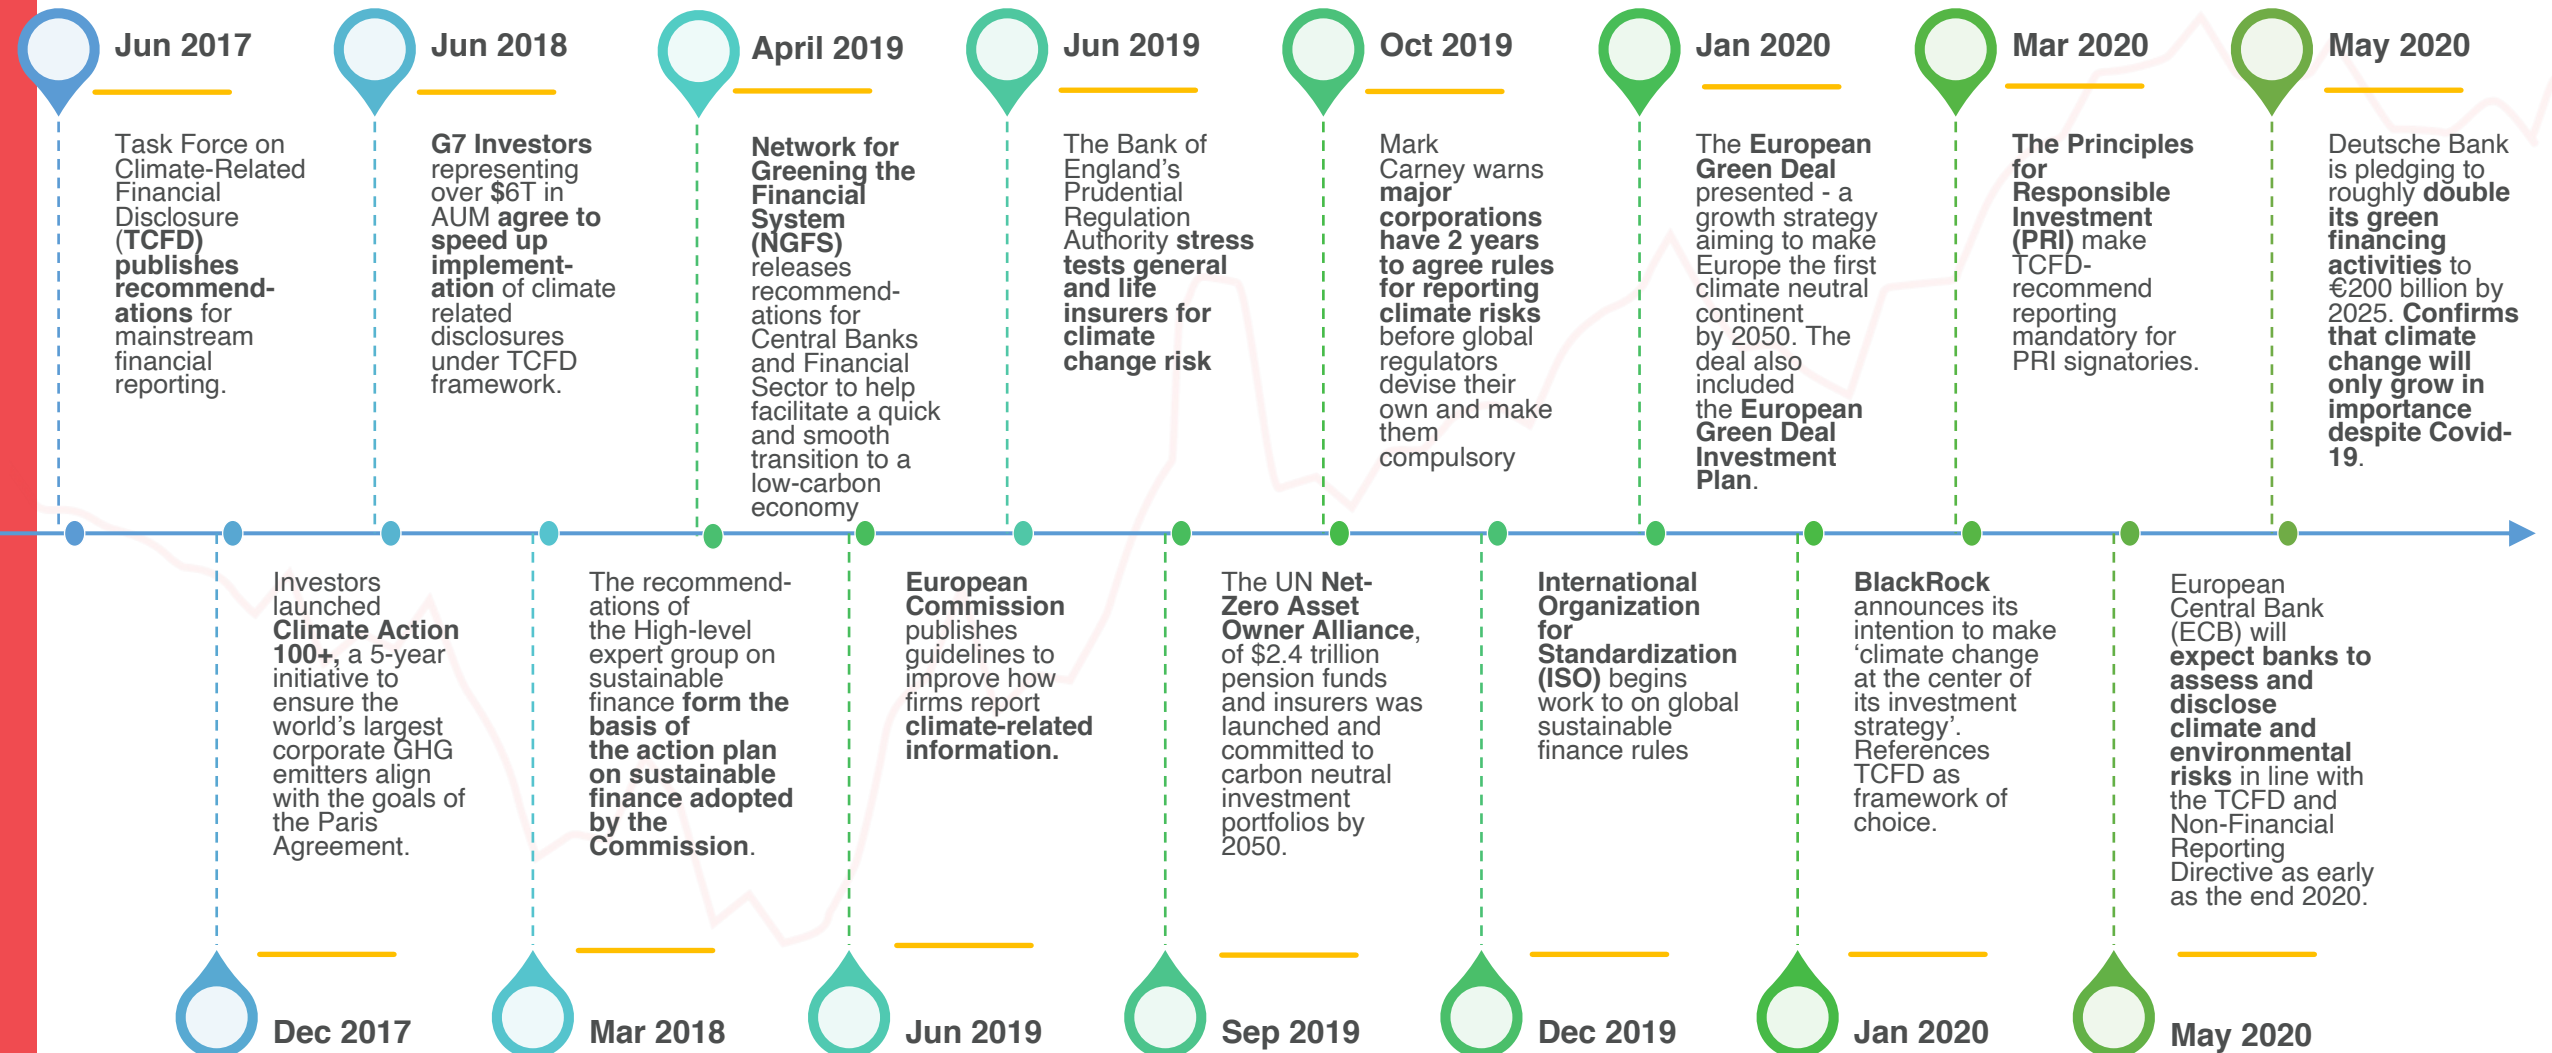 Jun 2017
Task Force on
Climate-Related
Financial
Disclosure
(TCFD)
publishes
recommend-
ations for
mainstream
financial
reporting.
Jun 2018
G7 Investors
representing
over $6T in
AUM agree to
speed up
implement-
ation of climate
related
disclosures
under TCFD
framework.
April 2019
Network for
Greening the
Financial
System
(NGFS)
releases
recommend-
ations for
Central Banks
and Financial
Sector to help
facilitate a quick
and smooth
transition to a
low-carbon
economy
Jun 2019
The Bank of
England's
Prudential
Regulation
Authority stress
tests general
and life
insurers for
climate
change risk
Oct 2019
Mark
Carney warns
major
corporations
have 2 years
to agree rules
for reporting
climate risks
before global
regulators
devise their
own and make
them
compulsory
Jan 2020
The European
Green Deal
presented - a
growth strategy
aiming to make
Europe the first
climate neutral
continent
by 2050. The
deal also
included
the European
Green Deal
Investment
Plan.
Mar 2020
The Principles
for
Responsible
Investment
(PRI) make
TCFD-
recommend
reporting
mandatory for
PRI signatories.
May 2020
Deutsche Bank
is pledging to
roughly double
its green
financing
activities to
€200 billion by
2025. Confirms
that climate
change will
only grow in
importance
despite Covid-
19.
Investors
launched
Climate Action
100+, a 5-year
initiative to
ensure the
world's largest
corporate GHG
emitters align
with the goals of
the Paris
Agreement.
Dec 2017
The recommend-
ations of
the High-level
expert group on
sustainable
finance form the
basis of
the action plan
on sustainable
finance adopted
by the
Commission.
Mar 2018
European
Commission
publishes
guidelines to
improve how
firms report
climate-related
information.
Jun 2019
The UN Net-
Zero Asset
Owner Alliance,
of $2.4 trillion
pension funds
and insurers was
launched and
committed to
carbon neutral
investment
portfolios by
2050.
Sep 2019
International
Organization
for
Standardization
(ISO) begins
work to on global
sustainable
finance rules
Dec 2019
BlackRock
announces its
intention to make
‘climate change
at the center of
its investment
strategy’.
References
TCFD as
framework of
choice.
Jan 2020
European
Central Bank
(ECB) will
expect banks to
assess and
disclose
climate and
environmental
risks in line with
the TCFD and
Non-Financial
Reporting
Directive as early
as the end 2020.
May 2020